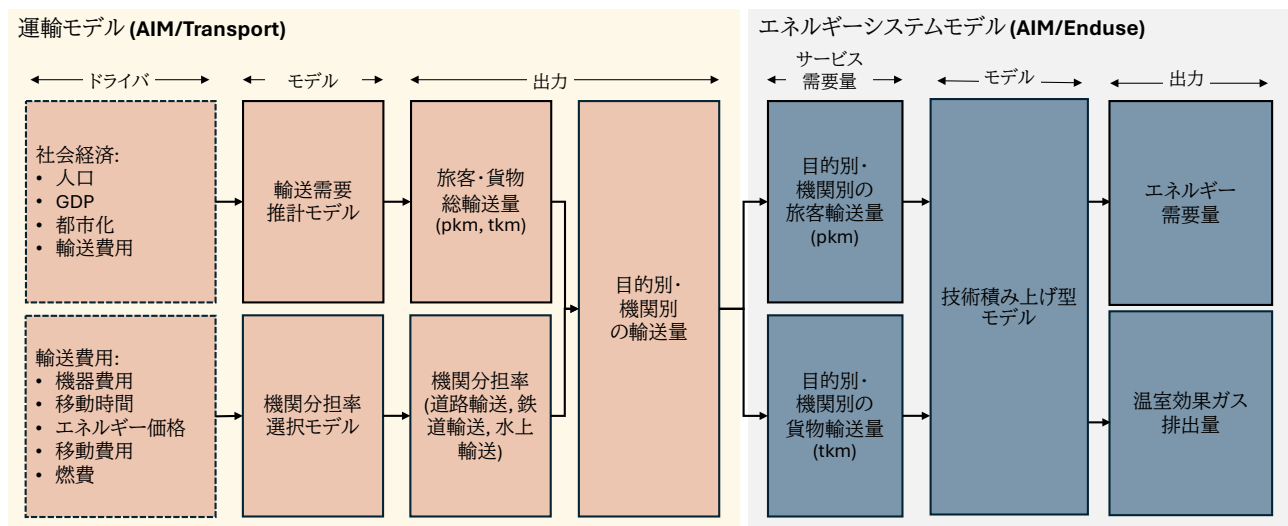 運輸モデル (AIM/Transport)
ドライバ
モデル
出力
社会経済:
• 人口
• GDP
• 都市化
• 輸送費用
輸送需要
推計モデル
旅客・貨物
総輸送量
(pkm, tkm)
輸送費用:
• 機器費用
• 移動時間
• エネルギー価格
• 移動費用
• 燃費
機関分担率
選択モデル
機関分担率
(道路輸送, 鉄
道輸送, 水上
輸送)
目的別・
機関別
の輸送量
エネルギーシステムモデル (AIM/Enduse)
サービス
需要量
モデル
出力
目的別・
機関別の
旅客輸送量
(pkm)
目的別・
機関別の
貨物輸送量
(tkm)
技術積み上げ型
モデル
エネルギー
需要量
温室効果ガス
排出量